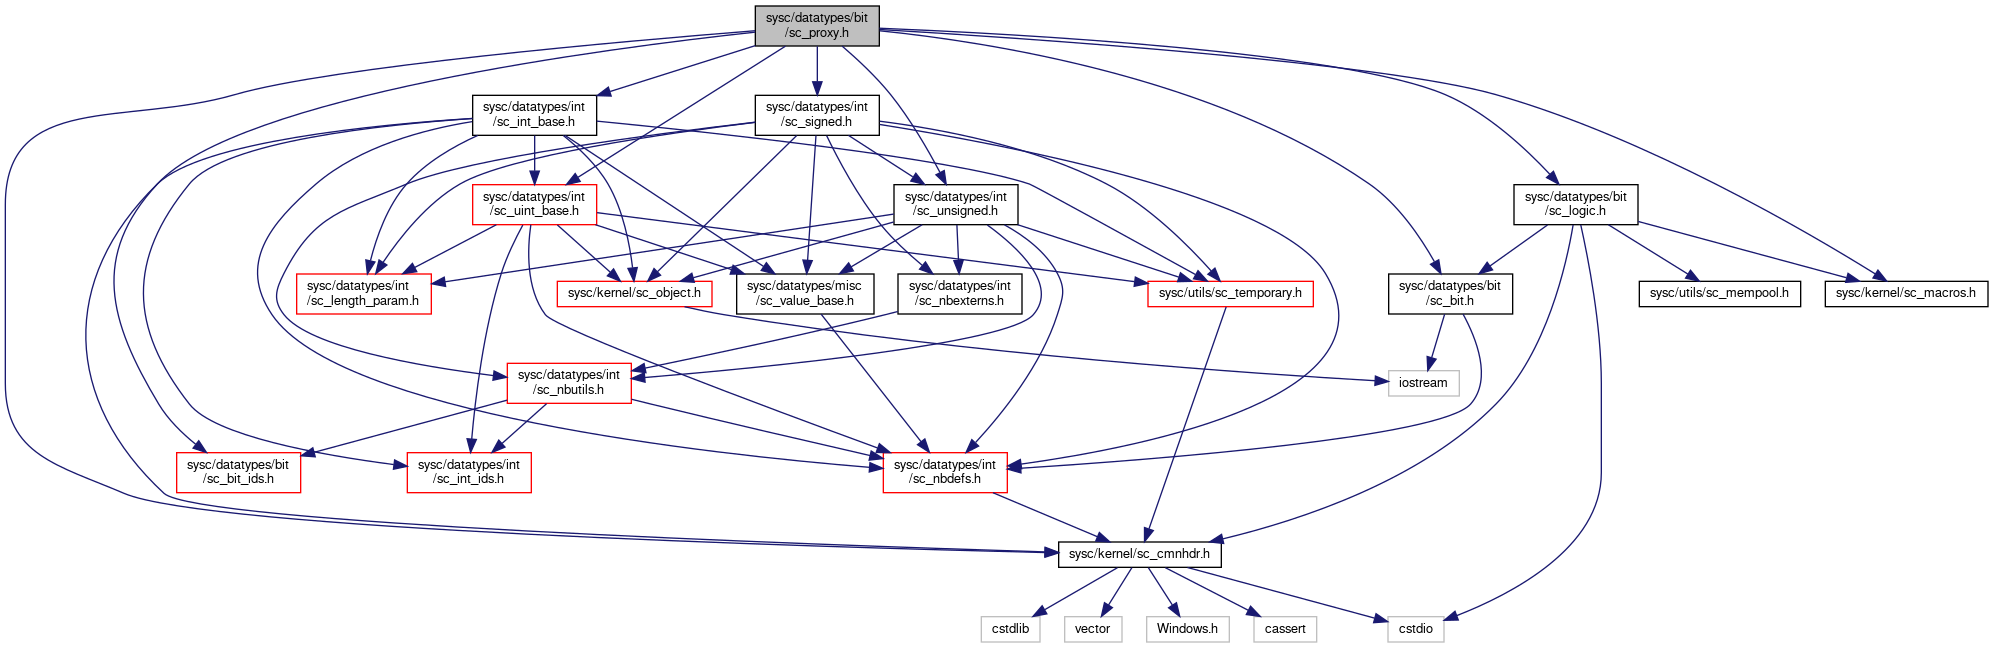 sysc/datatypes/bit
/sc_proxy.h
sysc/datatypes/int
/sc_int_base.h
sysc/datatypes/int
/sc_signed.h
sysc/datatypes/int
/sc_uint_base.h
sysc/datatypes/int
/sc_unsigned.h
sysc/datatypes/bit
/sc_logic.h
sysc/datatypes/int
/sc_length_param.h
sysc/kernel/sc_object.h
sysc/datatypes/misc
/sc_value_base.h
sysc/datatypes/int
/sc_nbexterns.h
sysc/utils/sc_temporary.h
sysc/datatypes/bit
/sc_bit.h
sysc/utils/sc_mempool.h
sysc/kernel/sc_macros.h
sysc/datatypes/int
/sc_nbutils.h
iostream
sysc/datatypes/bit
/sc_bit_ids.h
sysc/datatypes/int
/sc_int_ids.h
sysc/datatypes/int
/sc_nbdefs.h
sysc/kernel/sc_cmnhdr.h
cstdlib
vector
Windows.h
cassert
cstdio